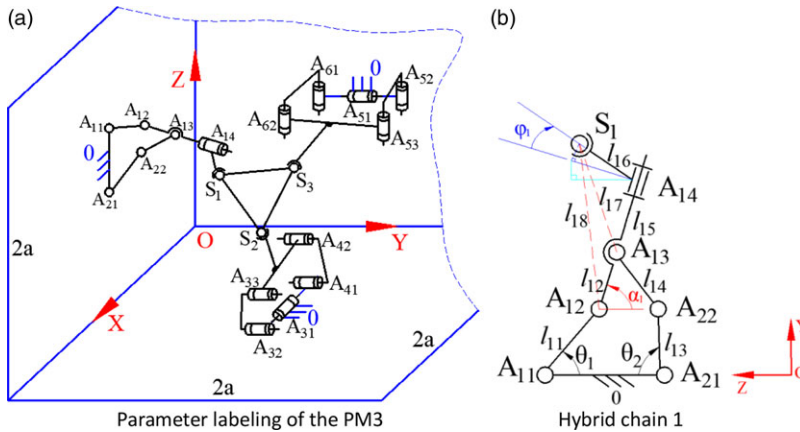 (a)
(b)
Z
A₆₁
0
A₅₂
A₁₂
A₁₃
A₁₁
A₁₄
A₆₂
A₅₁
A₅₃
0
A₂₂
S₁
S₃
A₂₁
2a
O
S₂
Y
A₄₂
A₃₃
A₄₁
X
0
A₃₁
A₃₂
2a
2a
Parameter labeling of the PM3
φ₁
S₁
l₁₆
A₁₄
l₁₇
l₁₈
l₁₅
A₁₃
l₁₂
α₁
l₁₄
A₁₂
A₂₂
l₁₁
θ₁
θ₂
l₁₃
Y
A₁₁
0
A₂₁
Z
Hybrid chain 1